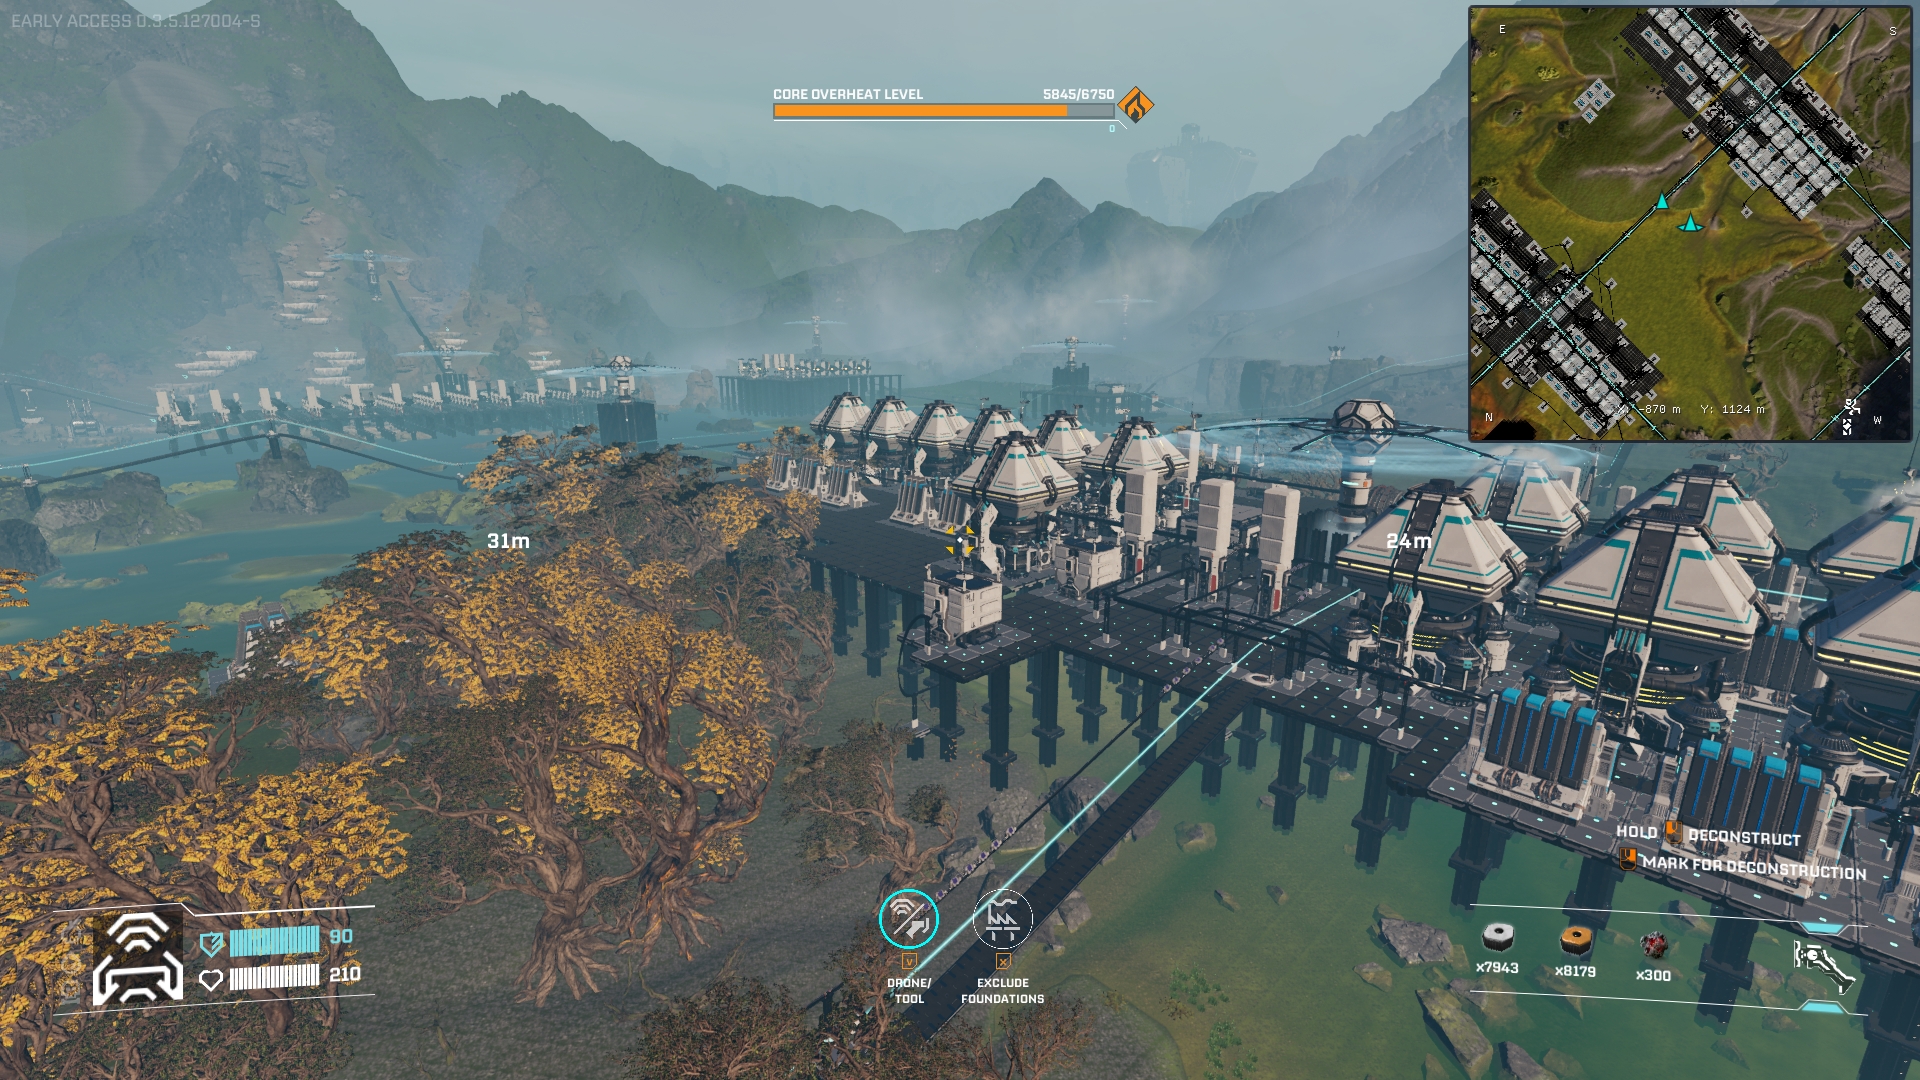 EARLY ACCESS 0.3.5.127004-S
CORE OVERHEAT LEVEL 5845/6750
0
E
S
X: -870 m Y: 1124 m
N
W
31m
24m
HOLD DECONSTRUCT
MARK FOR DECONSTRUCTION
90
210
V
X
DRONE/
TOOL
EXCLUDE
FOUNDATIONS
x7943
x8179
x300